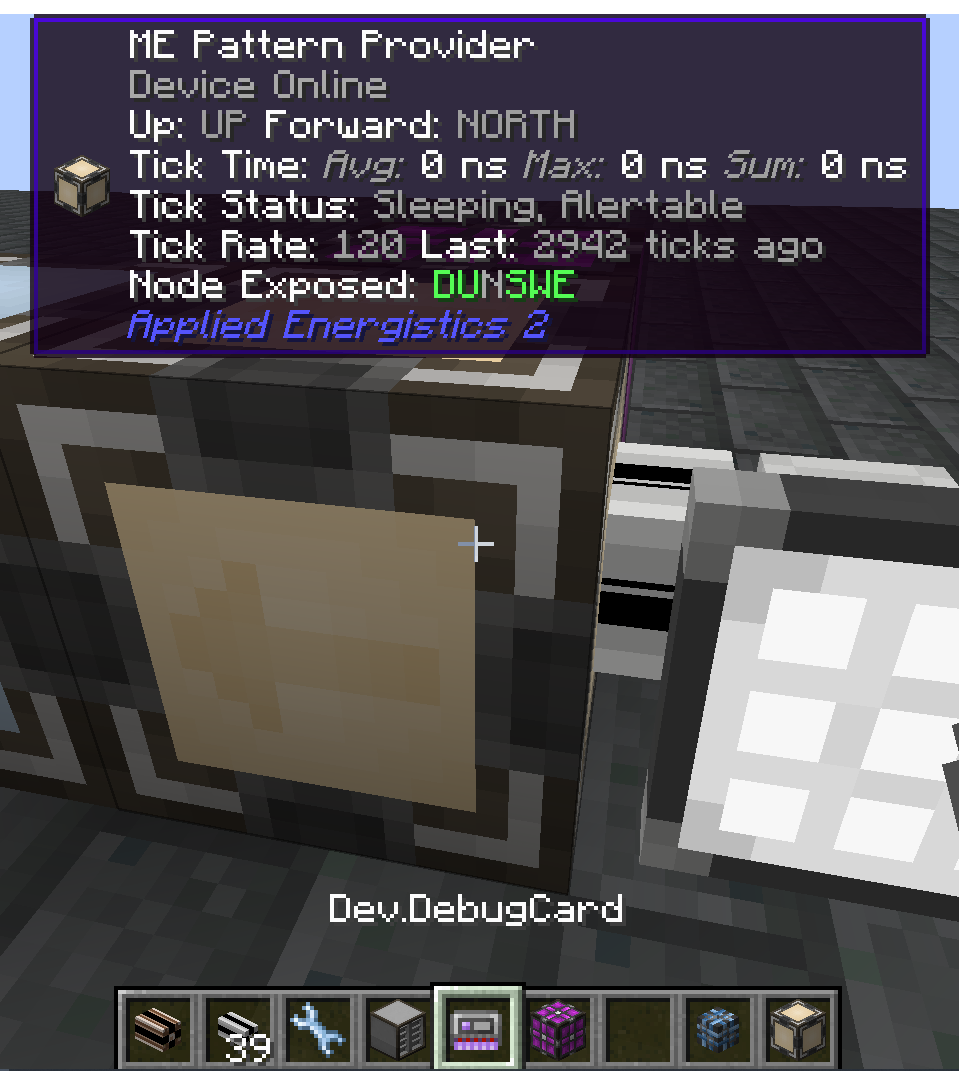 ME Pattern Provider
Device Online
Up: UP Forward: NORTH
Tick Time: Avg: 0 ns Max: 0 ns Sum: 0 ns
Tick Status: Sleeping, Alertable
Tick Rate: 120 Last: 2942 ticks ago
Node Exposed: DUNSWE
Applied Energistics 2
Dev.DebugCard
39